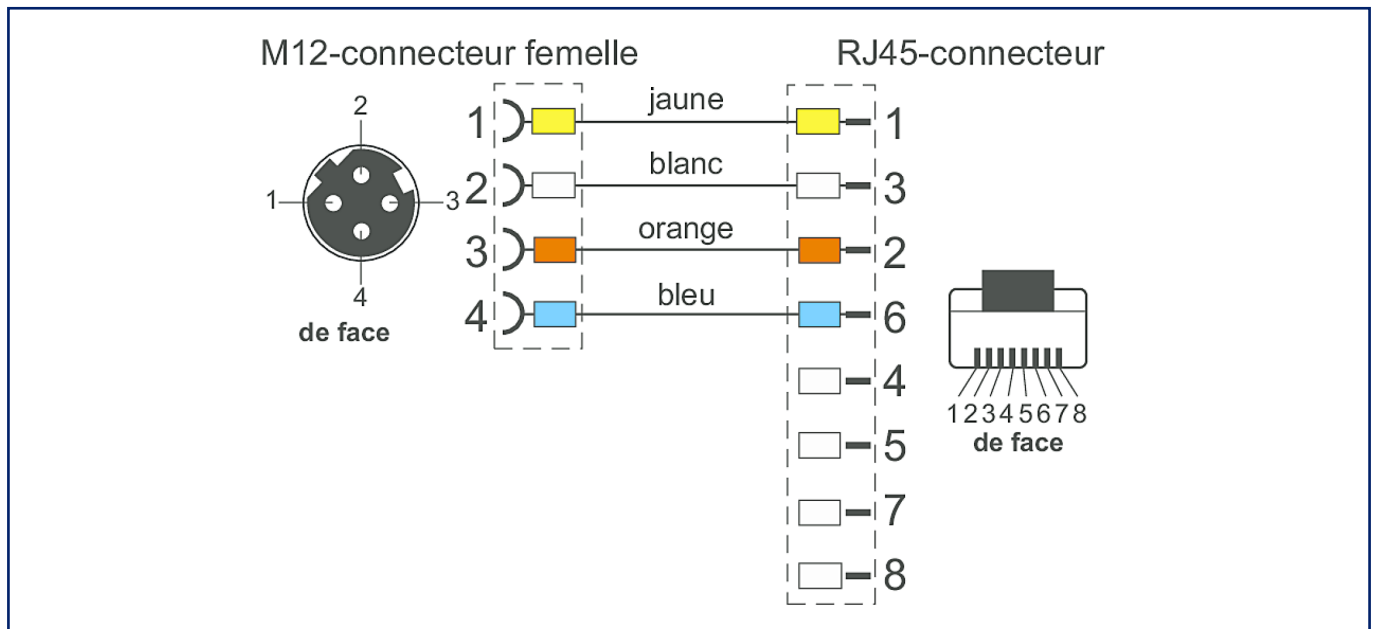 M12-connecteur femelle
RJ45-connecteur
2
1
3
4
de face
1 jaune 1
2 blanc 3
3 orange 2
4 bleu 6
4
5
7
8
12345678
de face